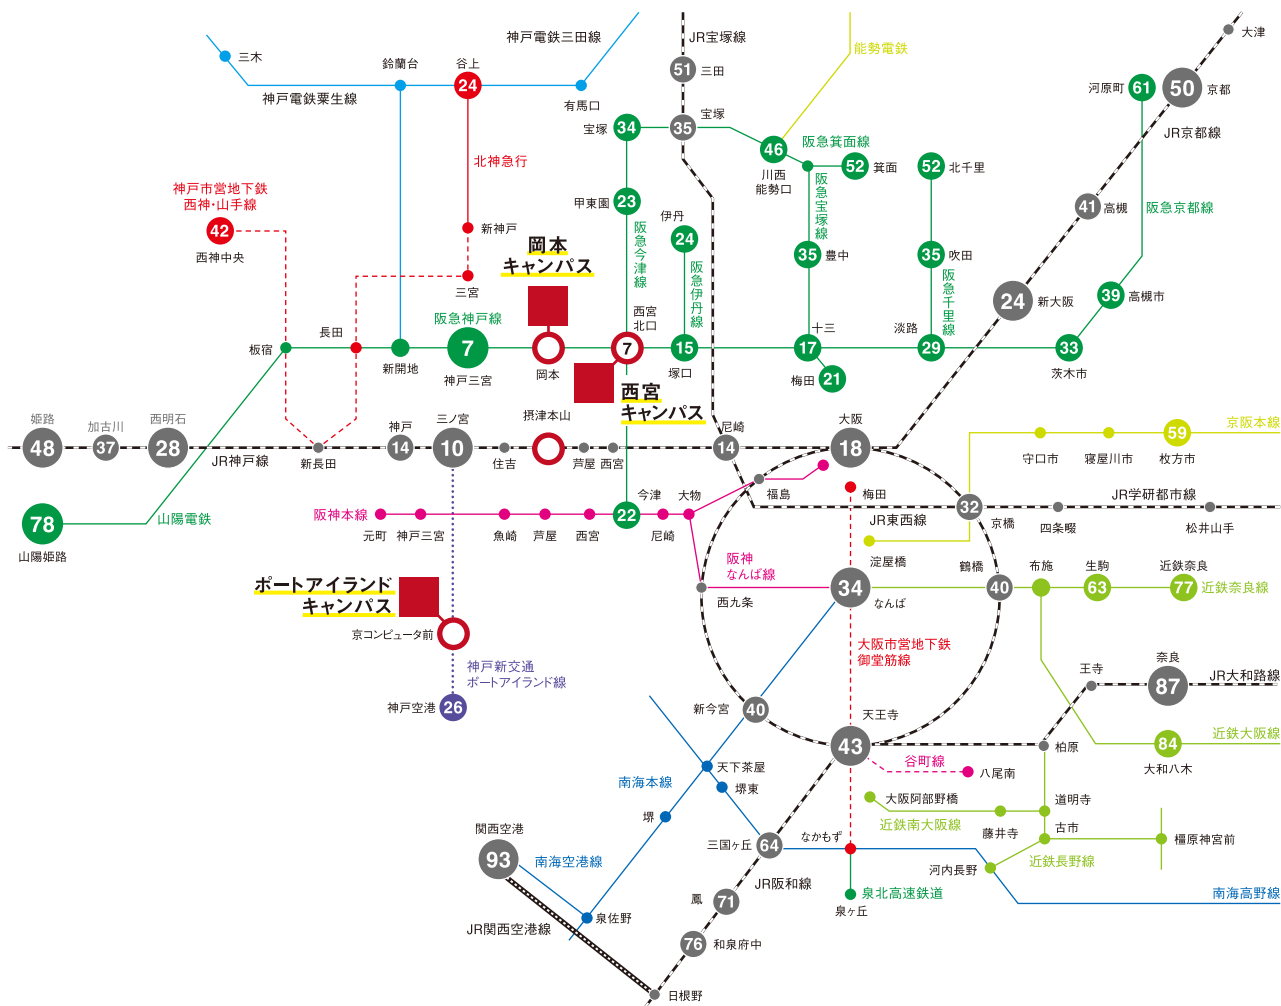 神戸電鉄三田線
JR宝塚線
能勢電鉄
大津
三木
鈴蘭台
谷上
24
51
三田
河原町
61
50
京都
神戸電鉄粟生線
有馬口
宝塚
34
35
宝塚
46
阪急箕面線
JR京都線
川西
能勢口
52
箕面
52
北千里
北神急行
神戸市営地下鉄
西神・山手線
42
西神中央
新神戸
三宮
甲東園
23
伊丹
24
阪急今津線
阪急伊丹線
阪急宝塚線
35
豊中
35
吹田
阪急千里線
41
高槻
阪急京都線
岡本
キャンパス
24
新大阪
39
高槻市
長田
阪急神戸線
西宮
北口
十三
淡路
板宿
新開地
7
神戸三宮
岡本
7
15
塚口
17
29
33
茨木市
梅田
21
西宮
キャンパス
姫路
48
加古川
37
西明石
28
JR神戸線
新長田
神戸
14
三ノ宮
10
住吉
摂津本山
芦屋
西宮
尼崎
14
大阪
18
京阪本線
守口市
寝屋川市
59
枚方市
78
山陽姫路
山陽電鉄
阪神本線
元町
神戸三宮
魚崎
芦屋
西宮
今津
22
尼崎
大物
福島
梅田
JR東西線
淀屋橋
32
京橋
JR学研都市線
四条畷
松井山手
阪神
なんば線
西九条
34
なんば
鶴橋
40
布施
生駒
63
近鉄奈良
77
近鉄奈良線
ポートアイランド
キャンパス
京コンピュータ前
神戸新交通
ポートアイランド線
神戸空港
26
大阪市営地下鉄
御堂筋線
王寺
奈良
87
JR大和路線
新今宮
40
天王寺
43
柏原
近鉄大阪線
84
大和八木
谷町線
八尾南
天下茶屋
南海本線
堺東
堺
大阪阿部野橋
近鉄南大阪線
道明寺
藤井寺
古市
橿原神宮前
近鉄長野線
河内長野
関西空港
93
南海空港線
三国ヶ丘
64
なかもず
JR阪和線
泉北高速鉄道
泉ヶ丘
南海高野線
JR関西空港線
泉佐野
鳳
71
76
和泉府中
日根野